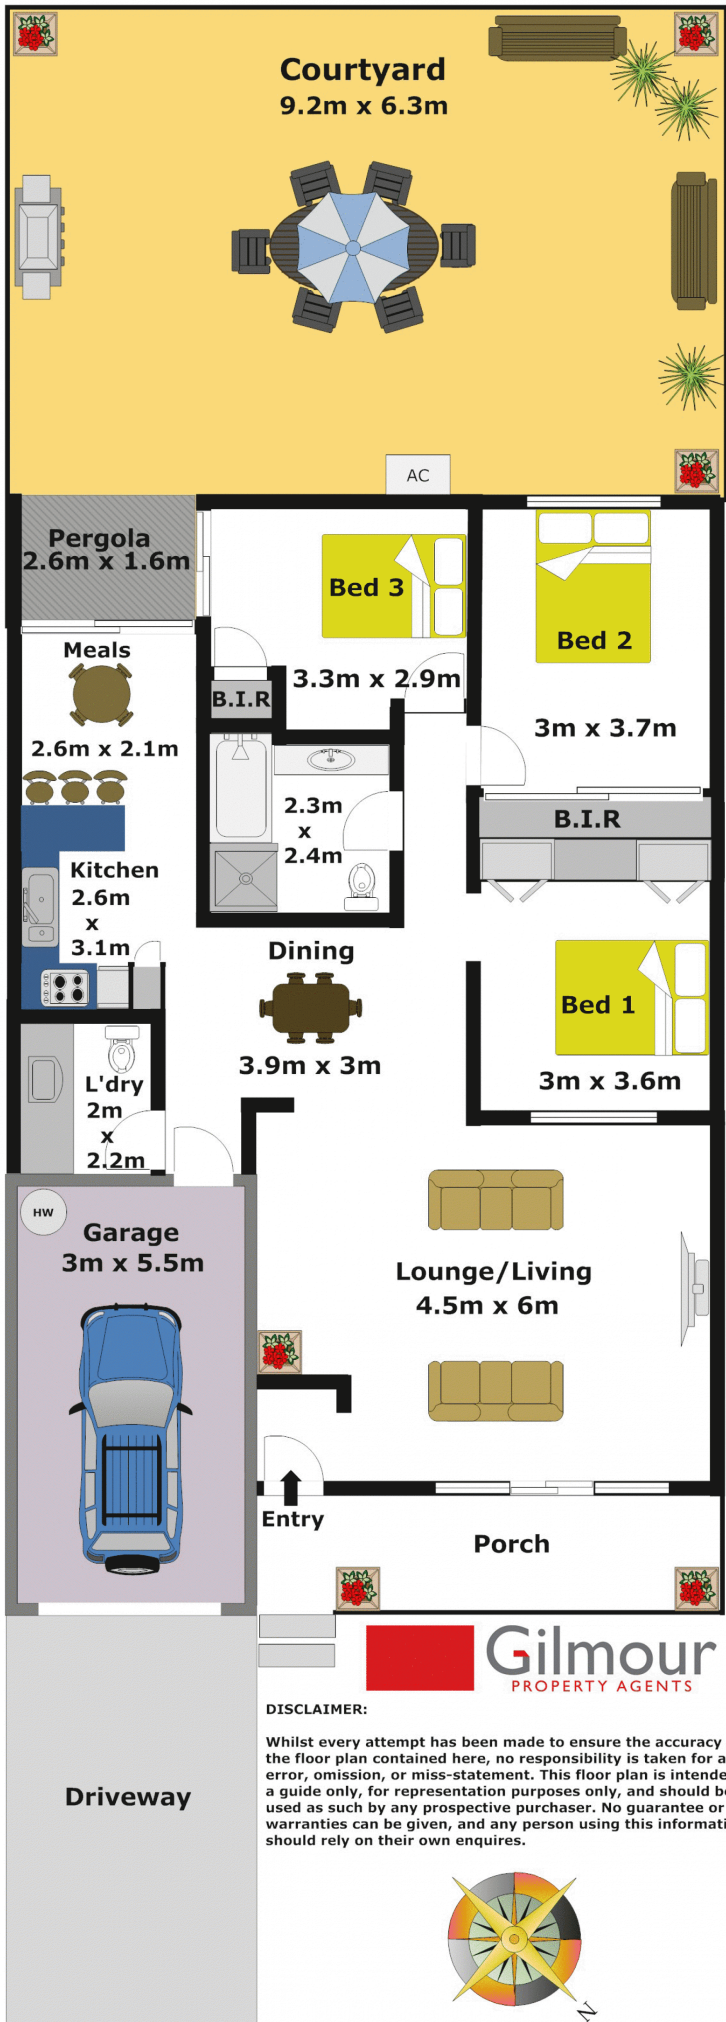 Courtyard
9.2m x 6.3m
AC
Pergola
2.6m x 1.6m
Bed 3
3.3m x 2.9m
B.I.R
Bed 2
3m x 3.7m
Meals
2.6m x 2.1m
2.3m
x
2.4m
B.I.R
Kitchen
2.6m
x
3.1m
Dining
3.9m x 3m
Bed 1
3m x 3.6m
L'dry
2m
x
2.2m
HW
Garage
3m x 5.5m
Lounge/Living
4.5m x 6m
Entry
Porch
Gilmour
PROPERTY AGENTS
DISCLAIMER:
Whilst every attempt has been made to ensure the accuracy
the floor plan contained here, no responsibility is taken for a
error, omission, or miss-statement. This floor plan is intende
a guide only, for representation purposes only, and should be
used as such by any prospective purchaser. No guarantee or
warranties can be given, and any person using this informati
should rely on their own enquires.
Driveway
N